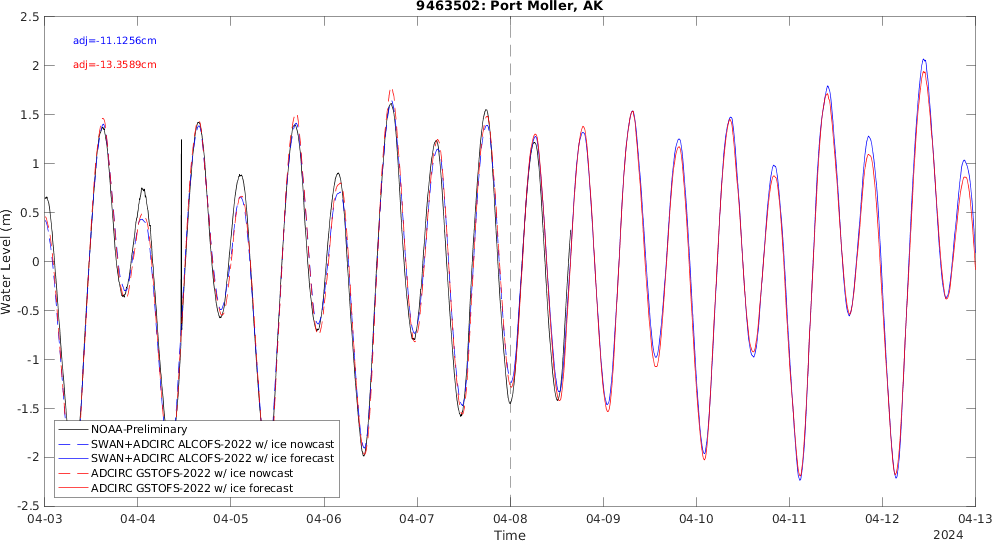 9463502: Port Moller, AK
2.5
adj=-11.1256cm
2
adj=-13.3589cm
1.5
1
0.5
0
-0.5
-1
-1.5
-2
-2.5
Water Level (m)
NOAA-Preliminary
SWAN+ADCIRC ALCOFS-2022 w/ ice nowcast
SWAN+ADCIRC ALCOFS-2022 w/ ice forecast
ADCIRC GSTOFS-2022 w/ ice nowcast
ADCIRC GSTOFS-2022 w/ ice forecast
04-03 04-04 04-05 04-06 04-07 04-08 04-09 04-10 04-11 04-12 04-13
Time
2024